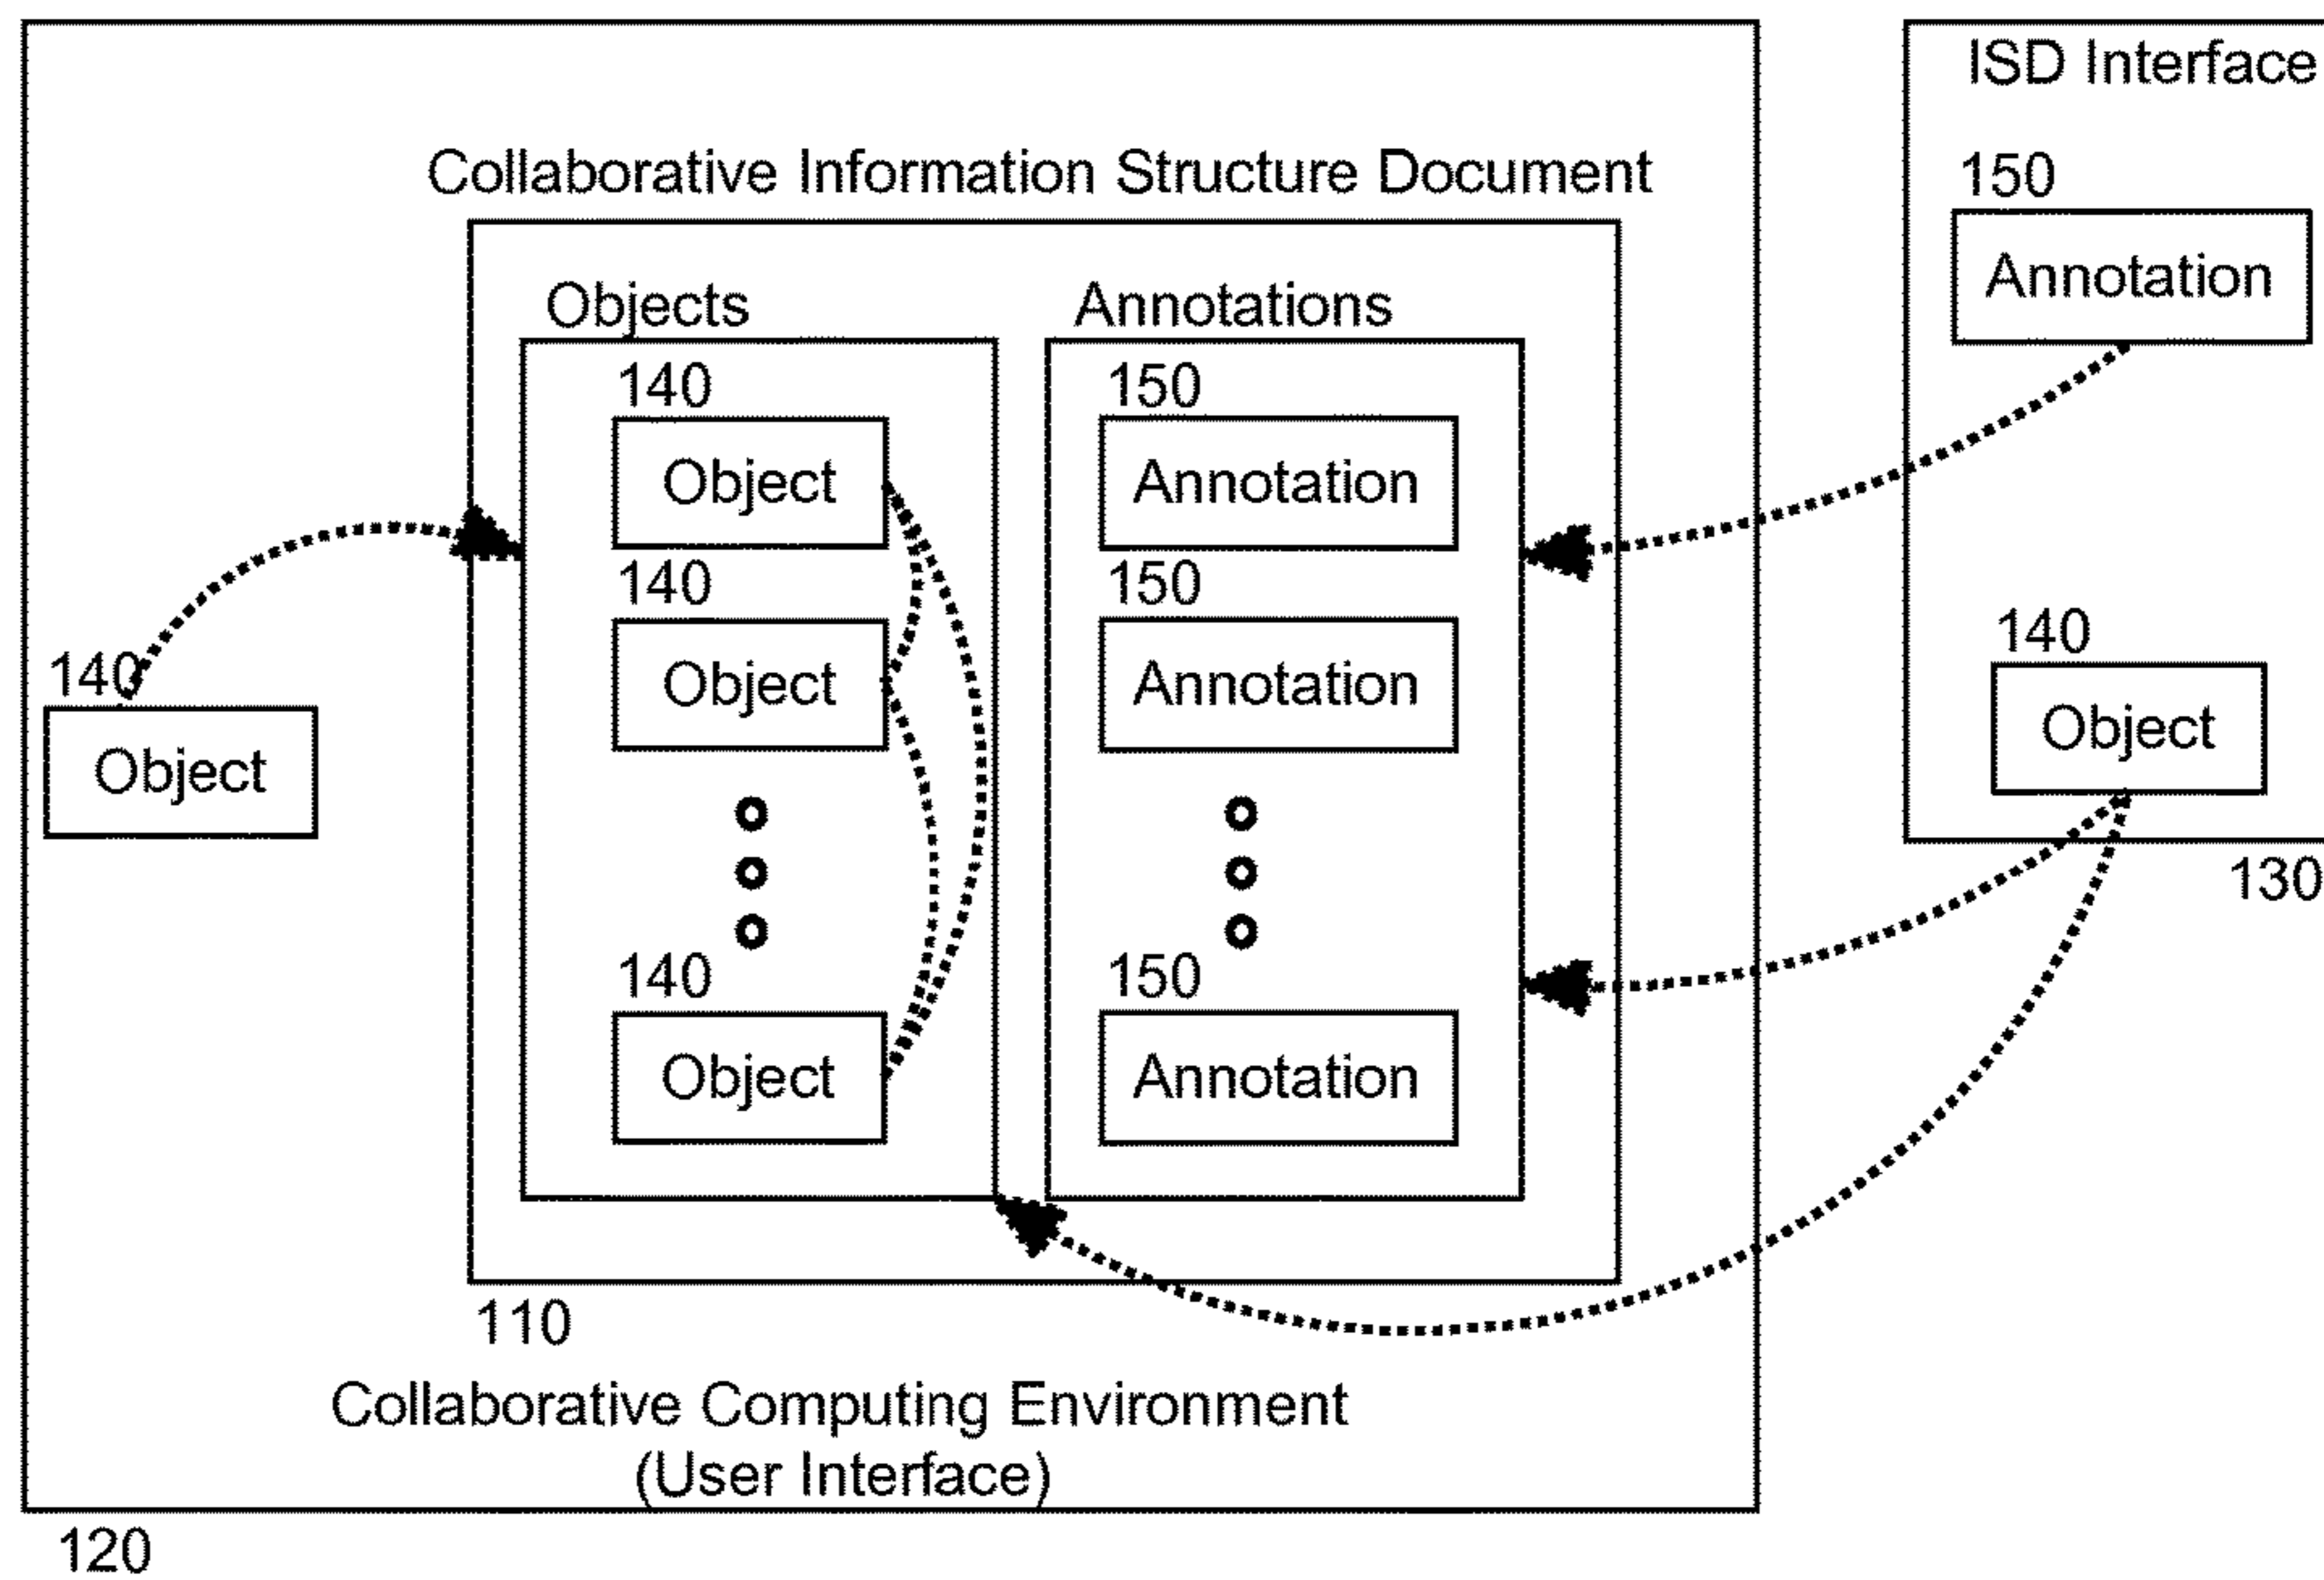 ISD Interface
150
Annotation
140
Object
130
Collaborative Information Structure Document
Objects
Annotations
140
Object
140
Object
140
Object
150
Annotation
150
Annotation
150
Annotation
140
Object
110
Collaborative Computing Environment
(User Interface)
120